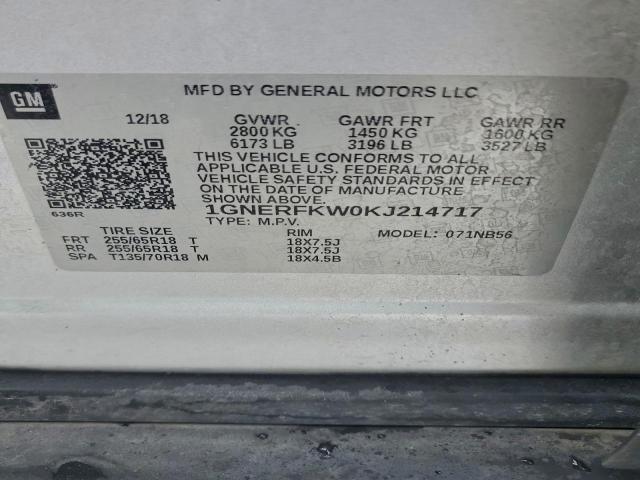 GM
MFD BY GENERAL MOTORS LLC
12/18 GVWR GAWR FRT GAWR RR
2800 KG 1450 KG 1600 KG
6173 LB 3196 LB 3527 LB
THIS VEHICLE CONFORMS TO ALL
APPLICABLE U.S. FEDERAL MOTOR
VEHICLE SAFETY STANDARDS IN EFFECT
ON THE DATE OF MANUFACTURE
SHOWN ABOVE.
1GNERFKW0KJ214717
636R
TYPE: M.P.V. MODEL: 071NB56
TIRE SIZE RIM
FRT 255/65R18 T 18X7.5J
RR 255/65R18 T 18X7.5J
SPA T135/70R18 M 18X4.5B